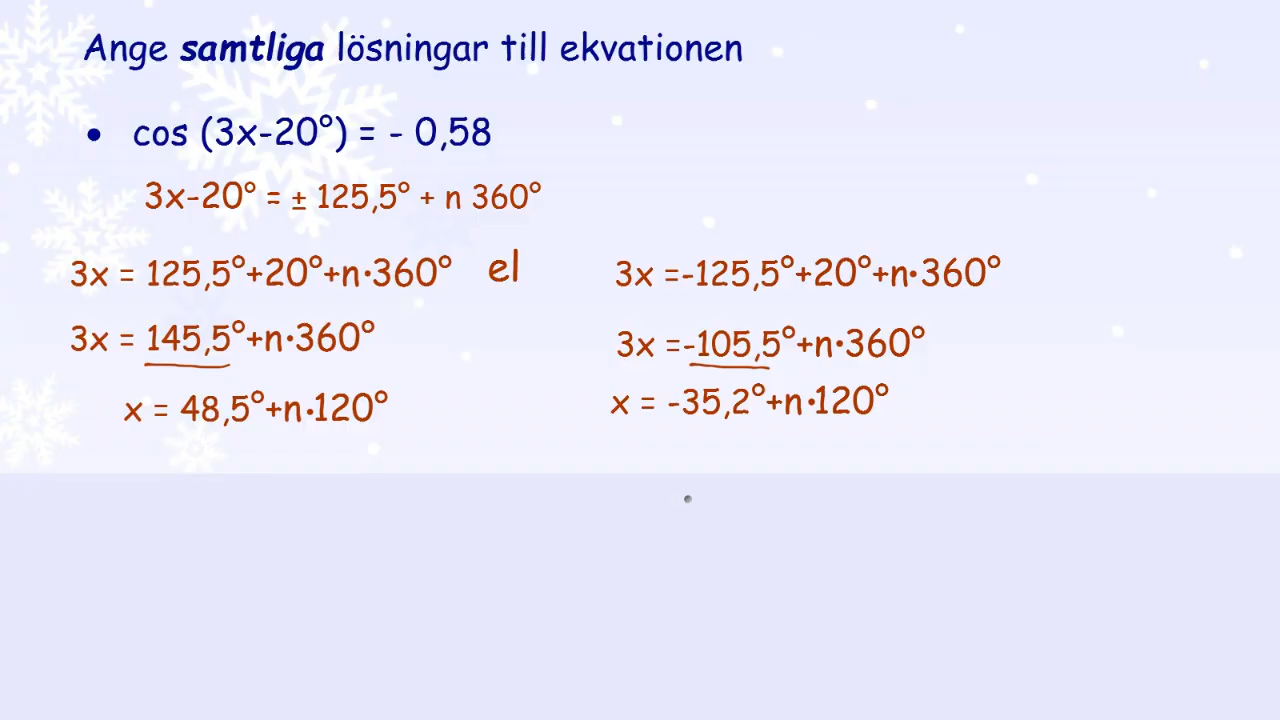 Ange samtliga lösningar till ekvationen
• cos (3x-20°) = - 0,58
3x-20° = ± 125,5° + n 360°
3x = 125,5°+20°+n·360° el 3x =-125,5°+20°+n·360°
3x = 145,5°+n·360° 3x =-105,5°+n·360°
x = 48,5°+n·120° x = -35,2°+n·120°